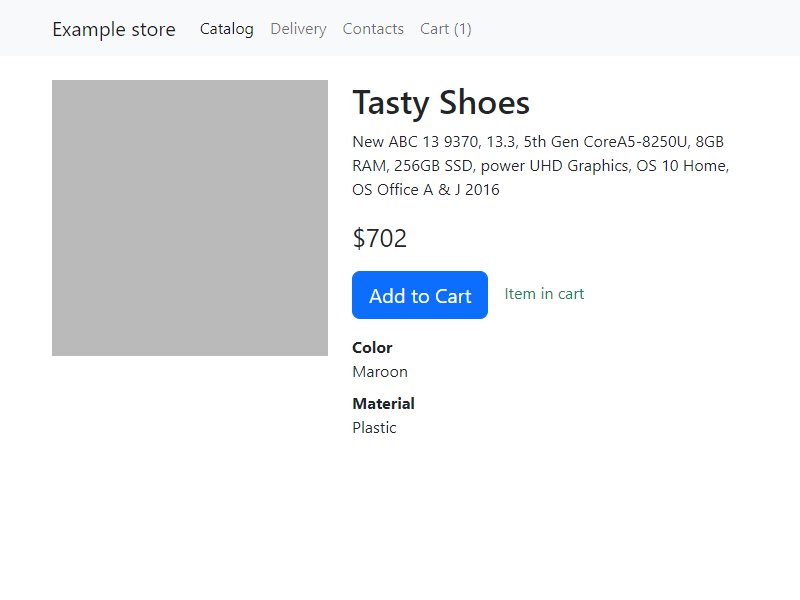 Example store Catalog Delivery Contacts Cart (1)
Tasty Shoes
New ABC 13 9370, 13.3, 5th Gen CoreA5-8250U, 8GB
RAM, 256GB SSD, power UHD Graphics, OS 10 Home,
OS Office A & J 2016
$702
Add to Cart Item in cart
Color
Maroon
Material
Plastic